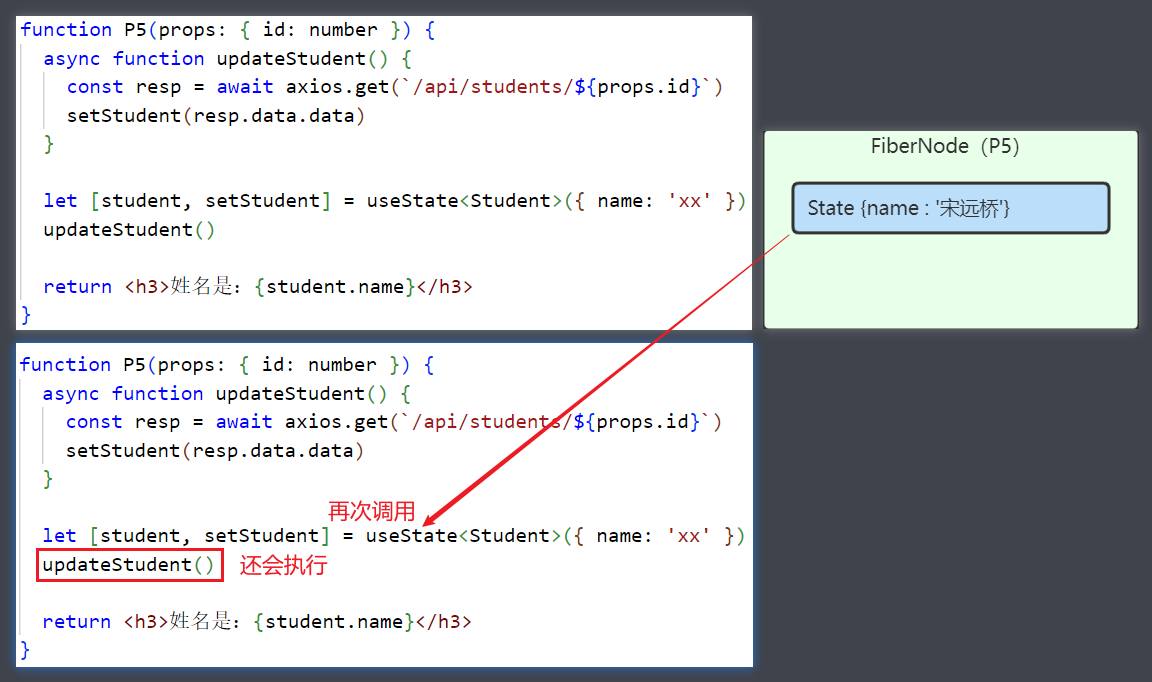 function P5(props: { id: number }) {
async function updateStudent() {
const resp = await axios.get(`/api/students/${props.id}`)
setStudent(resp.data.data)
}
let [student, setStudent] = useState<Student>({ name: 'xx' })
updateStudent()
return <h3>姓名是：{student.name}</h3>
}
FiberNode（P5）
State {name : '宋远桥'}
function P5(props: { id: number }) {
async function updateStudent() {
const resp = await axios.get(`/api/students/${props.id}`)
setStudent(resp.data.data)
}
再次调用
let [student, setStudent] = useState<Student>({ name: 'xx' })
updateStudent() 还会执行
return <h3>姓名是：{student.name}</h3>
}